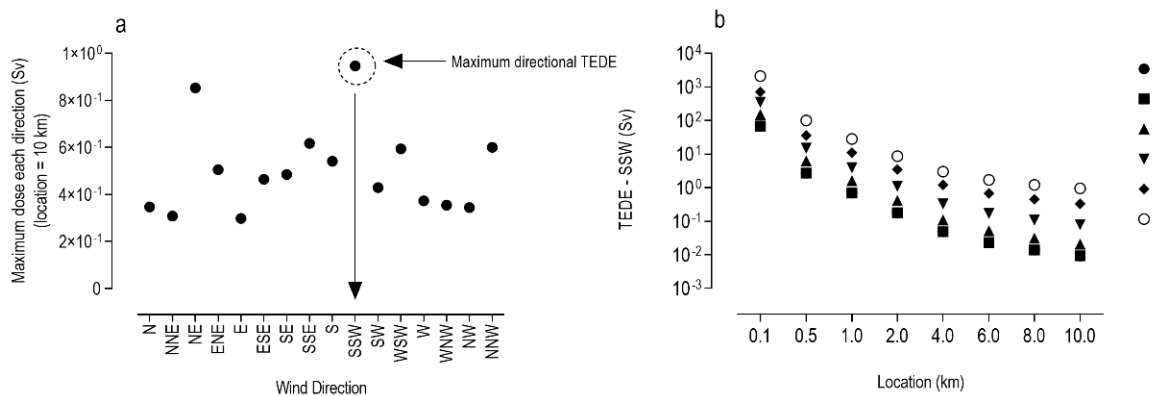 a
Maximum dose each direction (Sv)
(location = 10 km)
1×10⁰
8×10⁻¹
6×10⁻¹
4×10⁻¹
2×10⁻¹
0
Maximum directional TEDE
N
NNE
NE
ENE
E
ESE
SE
SSE
S
SSW
SW
WSW
W
WNW
NW
NNW
Wind Direction
b
TEDE - SSW (Sv)
10⁴
10³
10²
10¹
10⁰
10⁻¹
10⁻²
10⁻³
0.1 0.5 1.0 2.0 4.0 6.0 8.0 10.0
Location (km)